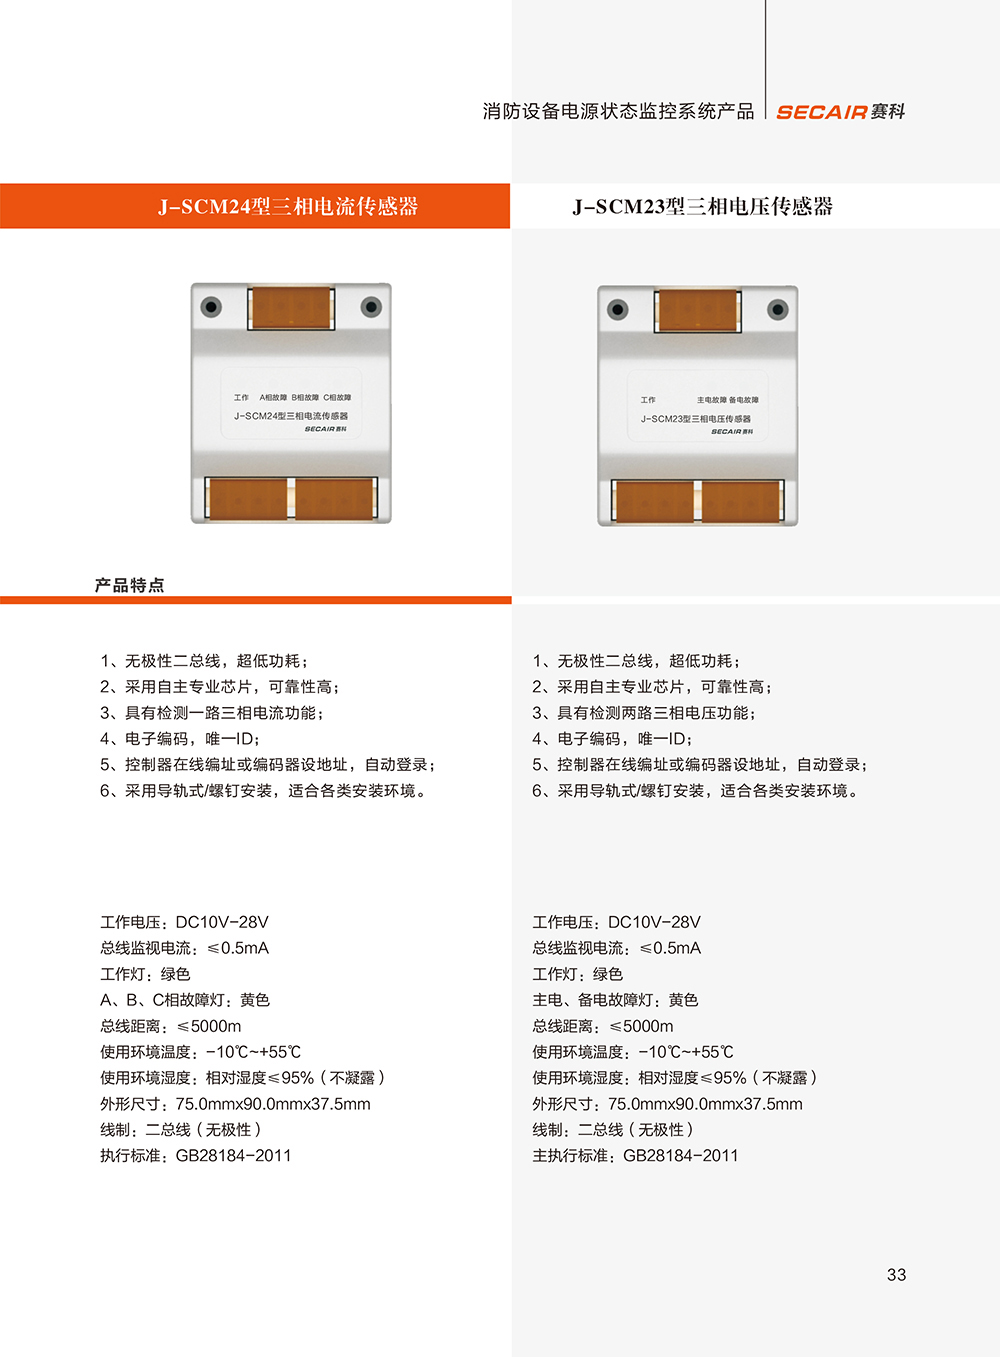 消防设备电源状态监控系统产品
SECAIR 赛科
J-SCM24型三相电流传感器
J-SCM23型三相电压传感器
工作 A相故障 B相故障 C相故障
J-SCM24型三相电流传感器
SECAIR 赛科
工作 主电故障 备电故障
J-SCM23型三相电压传感器
SECAIR 赛科
产品特点
1、无极性二总线，超低功耗；
2、采用自主专业芯片，可靠性高；
3、具有检测一路三相电流功能；
4、电子编码，唯一ID；
5、控制器在线编址或编码器设地址，自动登录；
6、采用导轨式/螺钉安装，适合各类安装环境。
1、无极性二总线，超低功耗；
2、采用自主专业芯片，可靠性高；
3、具有检测两路三相电压功能；
4、电子编码，唯一ID；
5、控制器在线编址或编码器设地址，自动登录；
6、采用导轨式/螺钉安装，适合各类安装环境。
工作电压：DC10V-28V
总线监视电流：≤0.5mA
工作灯：绿色
A、B、C相故障灯：黄色
总线距离：≤5000m
使用环境温度：-10℃~+55℃
使用环境湿度：相对湿度≤95%（不凝露）
外形尺寸：75.0mmx90.0mmx37.5mm
线制：二总线（无极性）
执行标准：GB28184-2011
工作电压：DC10V-28V
总线监视电流：≤0.5mA
工作灯：绿色
主电、备电故障灯：黄色
总线距离：≤5000m
使用环境温度：-10℃~+55℃
使用环境湿度：相对湿度≤95%（不凝露）
外形尺寸：75.0mmx90.0mmx37.5mm
线制：二总线（无极性）
主执行标准：GB28184-2011
33